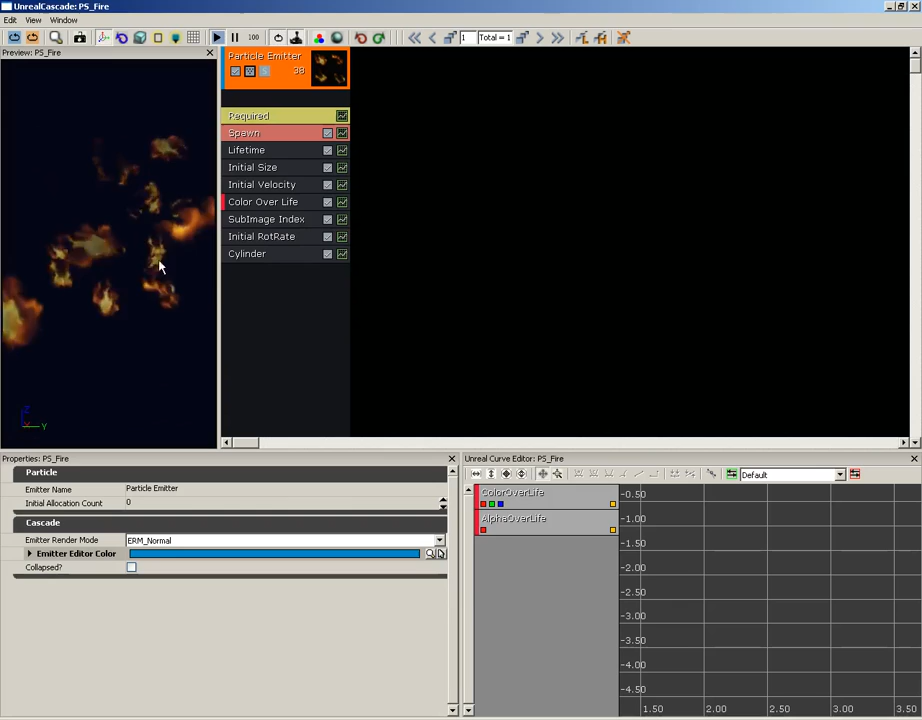 UnrealCascade: PS_Fire
Edit View Window
100
1
Total = 1
Preview: PS_Fire
Z
Y
Particle Emitter
S
38
Required
Spawn
Lifetime
Initial Size
Initial Velocity
Color Over Life
SubImage Index
Initial RotRate
Cylinder
Properties: PS_Fire
Particle
Emitter Name Particle Emitter
Initial Allocation Count 0
Cascade
Emitter Render Mode ERM_Normal
Emitter Editor Color
Collapsed?
Unreal Curve Editor: PS_Fire
Default
ColorOverLife
AlphaOverLife
-0.50
-1.00
-1.50
-2.00
-2.50
-3.00
-3.50
-4.00
-4.50
1.50 2.00 2.50 3.00 3.50